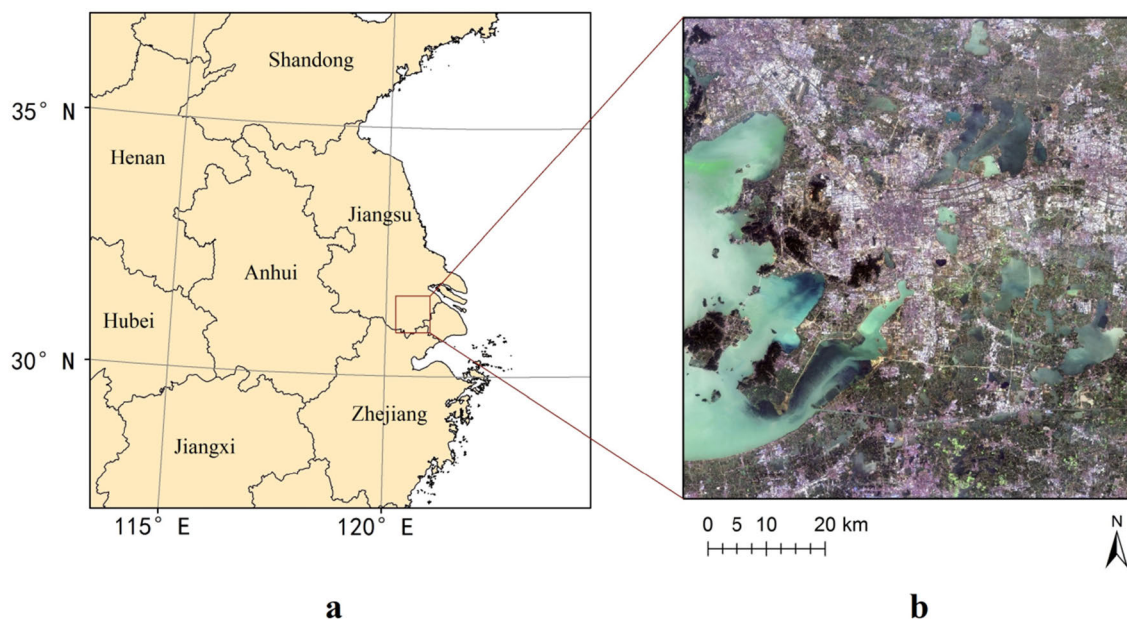 Shandong
35° N
Henan
Jiangsu
Anhui
Hubei
30° N
Zhejiang
Jiangxi
115° E
120° E
0 5 10 20 km
N
a
b